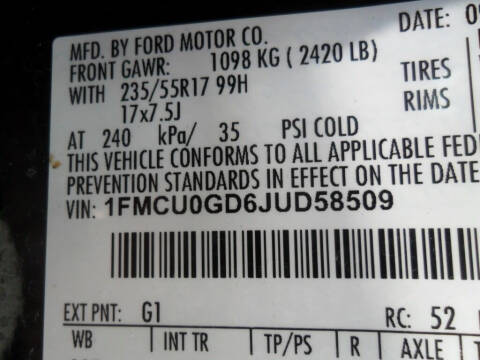 MFD. BY FORD MOTOR CO.
DATE:
FRONT GAWR: 1098 KG ( 2420 LB)
WITH 235/55R17 99H TIRES
17x7.5J RIMS
AT 240 kPa/ 35 PSI COLD
THIS VEHICLE CONFORMS TO ALL APPLICABLE FED
PREVENTION STANDARDS IN EFFECT ON THE DATE
VIN: 1FMCU0GD6JUD58509
EXT PNT: G1 RC: 52
WB INT TR TP/PS R AXLE